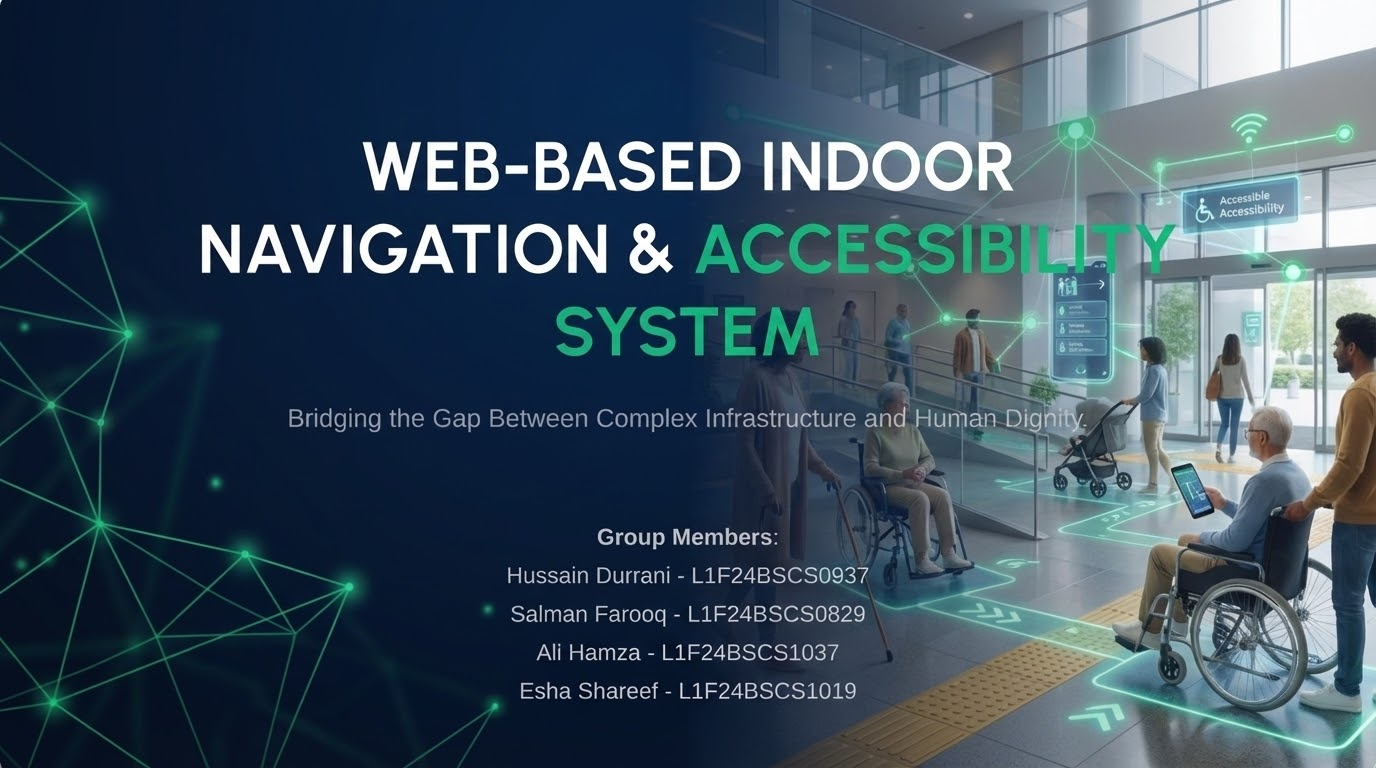 WEB-BASED INDOOR
NAVIGATION & ACCESSIBILITY
SYSTEM
Bridging the Gap Between Complex Infrastructure and Human Dignity.
Group Members:
Hussain Durrani - L1F24BSCS0937
Salman Farooq - L1F24BSCS0829
Ali Hamza - L1F24BSCS1037
Esha Shareef - L1F24BSCS1019
Accessible
Accessibility